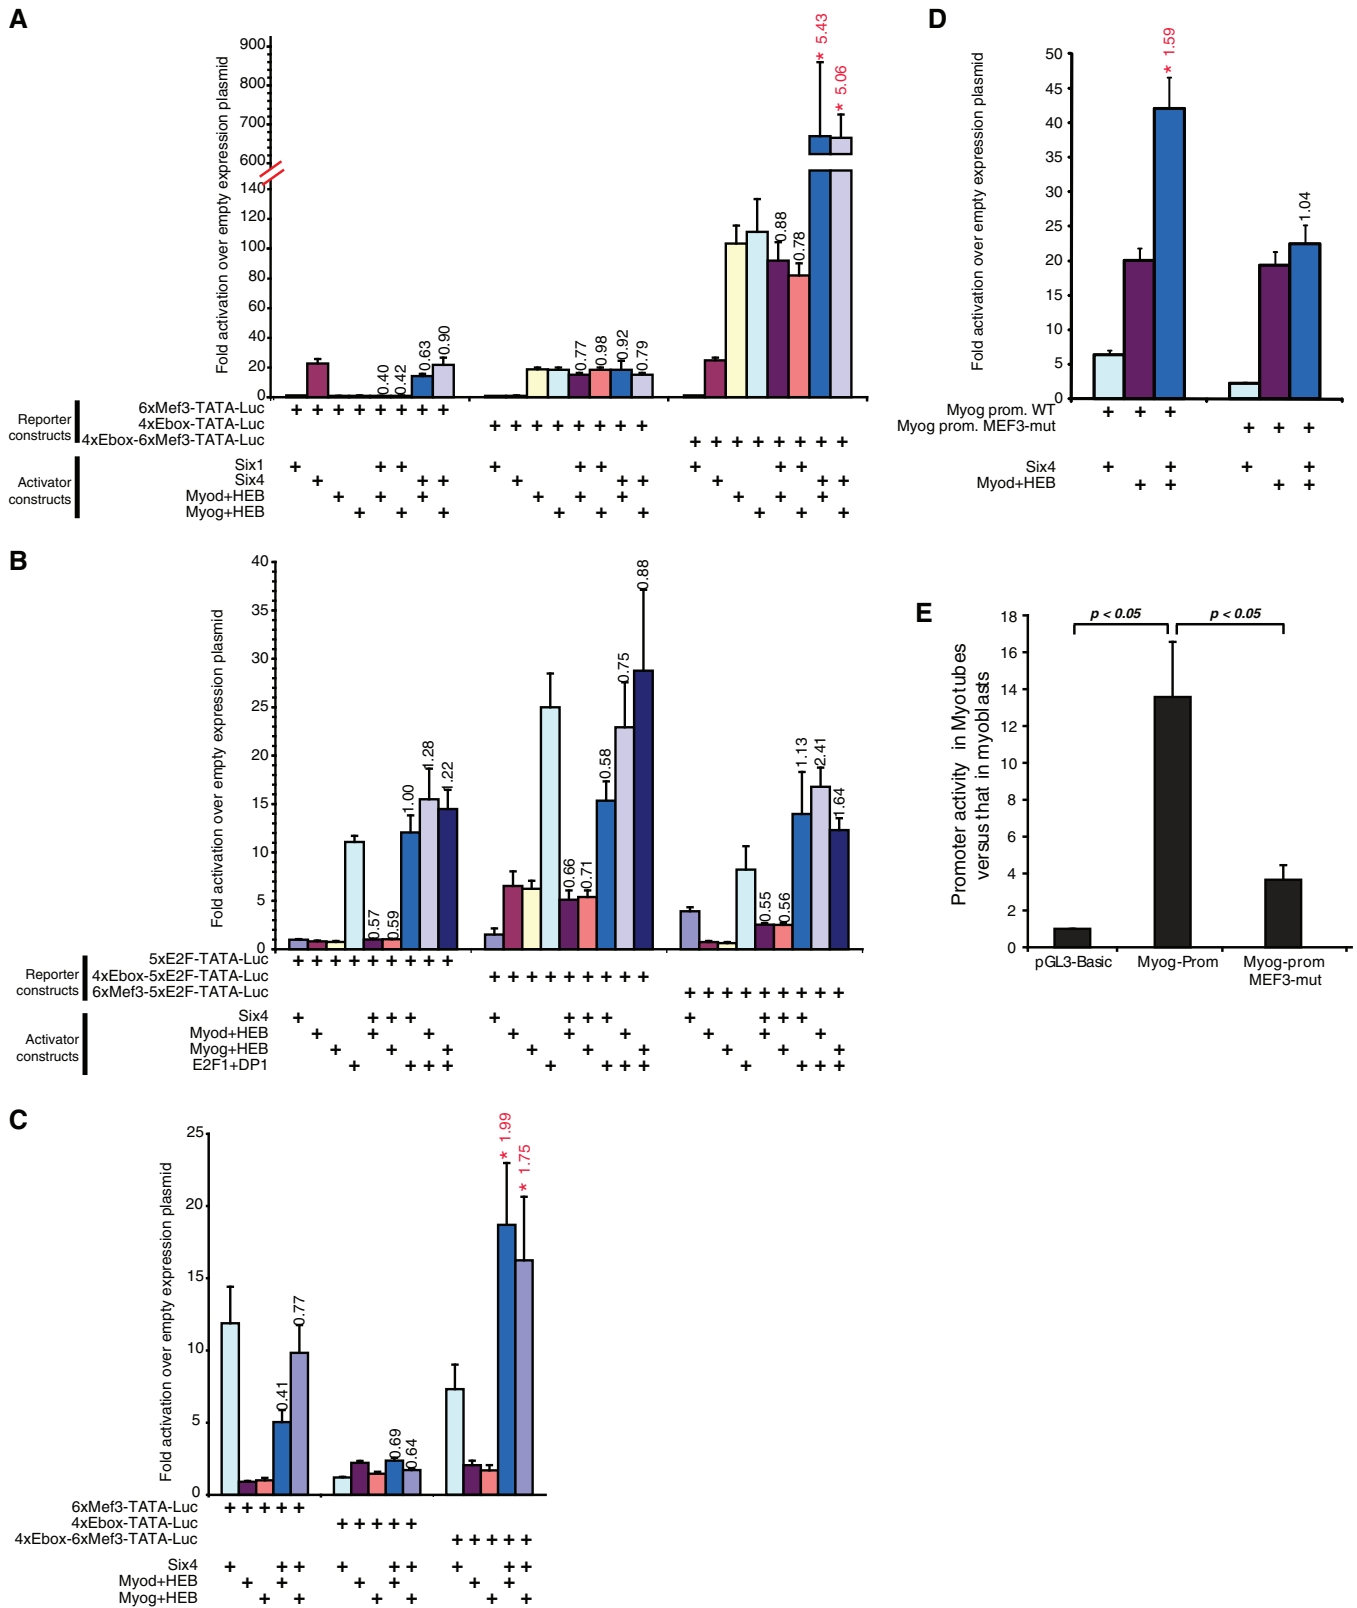 A
Fold activation over empty expression plasmid
900
800
700
600
140
120
100
80
60
40
20
0
0.40
0.42
0.63
0.90
0.77
0.98
0.92
0.79
0.88
0.78
* 5.43
* 5.06
Reporter constructs
6xMef3-TATA-Luc + + + + + + + +
4xEbox-TATA-Luc + + + + + + + +
4xEbox-6xMef3-TATA-Luc + + + + + + + +
Activator constructs
Six1 + + + + + + + + +
Six4 + + + + + + + + +
Myod+HEB + + + + + + + + +
Myog+HEB + + + + + + + + +
B
Fold activation over empty expression plasmid
40
35
30
25
20
15
10
5
0
0.57
0.59
1.00
1.28
1.22
0.66
0.71
0.58
0.75
0.88
0.55
0.56
1.13
2.41
1.64
Reporter constructs
5xE2F-TATA-Luc + + + + + + + + +
4xEbox-5xE2F-TATA-Luc + + + + + + + + +
6xMef3-5xE2F-TATA-Luc + + + + + + + + +
Activator constructs
Six4 + + + + + + + + + + + +
Myod+HEB + + + + + + + + +
Myog+HEB + + + + + + + + +
E2F1+DP1 + + + + + + + + + + + +
C
Fold activation over empty expression plasmid
25
20
15
10
5
0
0.41
0.77
0.69
0.64
* 1.99
* 1.75
6xMef3-TATA-Luc + + + + +
4xEbox-TATA-Luc + + + + +
4xEbox-6xMef3-TATA-Luc + + + + +
Six4 + + + + + + + + +
Myod+HEB + + + + + +
Myog+HEB + + + + + +
D
Fold activation over empty expression plasmid
50
45
40
35
30
25
20
15
10
5
0
* 1.59
1.04
Myog prom. WT + + +
Myog prom. MEF3-mut + + +
Six4 + + + +
Myod+HEB + + + +
E
Promoter activity in Myotubes
versus that in myoblasts
18
16
14
12
10
8
6
4
2
0
p < 0.05
p < 0.05
pGL3-Basic
Myog-Prom
Myog-prom
MEF3-mut